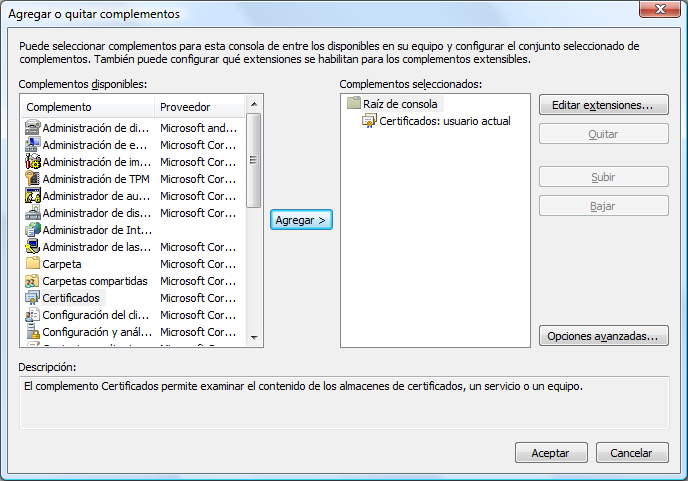 Agregar o quitar complementos
Puede seleccionar complementos para esta consola de entre los disponibles en su equipo y configurar el conjunto seleccionado de
complementos. También puede configurar qué extensiones se habilitan para los complementos extensibles.
Complementos disponibles:
Complemento Proveedor
Administración de di... Microsoft and...
Administración de e... Microsoft Cor...
Administración de im... Microsoft Cor...
Administración de TPM Microsoft Cor...
Administrador de au... Microsoft Cor...
Administrador de dis... Microsoft Cor...
Administrador de Int...
Administrador de las... Microsoft Cor...
Carpeta Microsoft Cor...
Carpetas compartidas Microsoft Cor...
Certificados Microsoft Cor...
Configuración del cli... Microsoft Cor...
Configuración y anál... Microsoft Cor...
Agregar >
Complementos seleccionados:
Raíz de consola
Certificados: usuario actual
Editar extensiones...
Quitar
Subir
Bajar
Opciones avanzadas...
Descripción:
El complemento Certificados permite examinar el contenido de los almacenes de certificados, un servicio o un equipo.
Aceptar
Cancelar